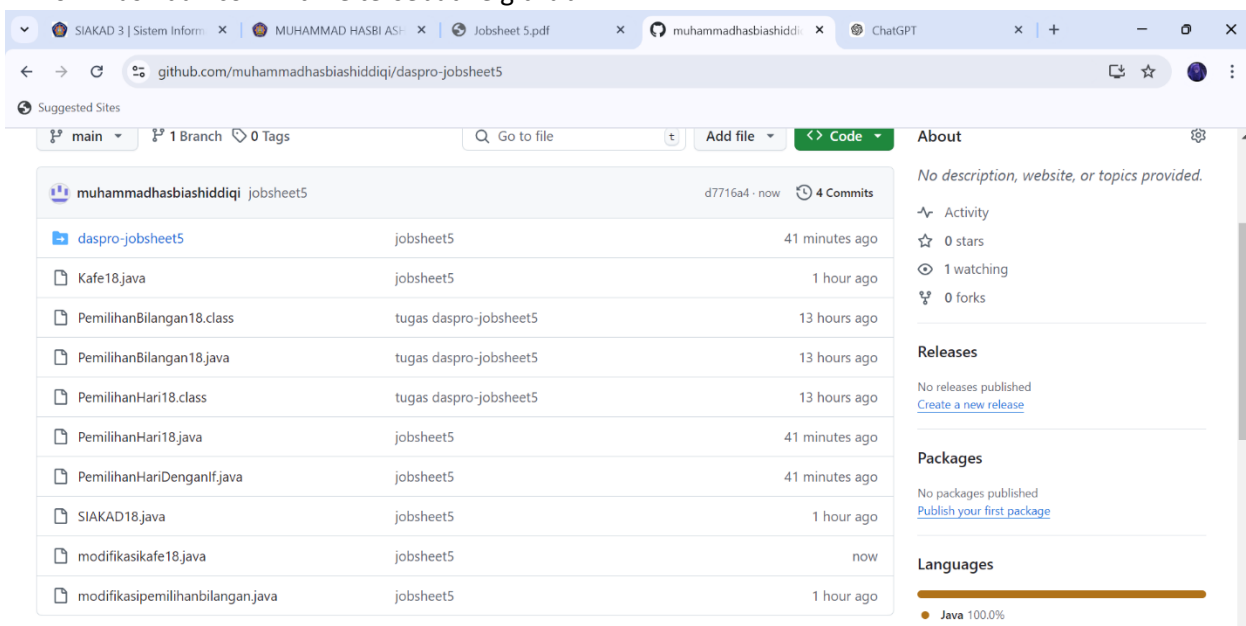 SIAKAD 3 | Sistem Inform
MUHAMMAD HASBI ASH
Jobsheet 5.pdf
muhammadhasbiashiddi
ChatGPT
github.com/muhammadhasbiashiddiqi/daspro-jobsheet5
Suggested Sites
main 1 Branch 0 Tags Go to file t Add file <> Code
muhammadhasbiashiddiqi jobsheet5 d7716a4 · now 4 Commits
daspro-jobsheet5 jobsheet5 41 minutes ago
Kafe18.java jobsheet5 1 hour ago
PemilihanBilangan18.class tugas daspro-jobsheet5 13 hours ago
PemilihanBilangan18.java tugas daspro-jobsheet5 13 hours ago
PemilihanHari18.class tugas daspro-jobsheet5 13 hours ago
PemilihanHari18.java jobsheet5 41 minutes ago
PemilihanHariDenganIf.java jobsheet5 41 minutes ago
SIAKAD18.java jobsheet5 1 hour ago
modifikasikafe18.java jobsheet5 now
modifikasipemilihanbilangan.java jobsheet5 1 hour ago
About
No description, website, or topics provided.
Activity
0 stars
1 watching
0 forks
Releases
No releases published
Create a new release
Packages
No packages published
Publish your first package
Languages
Java 100.0%